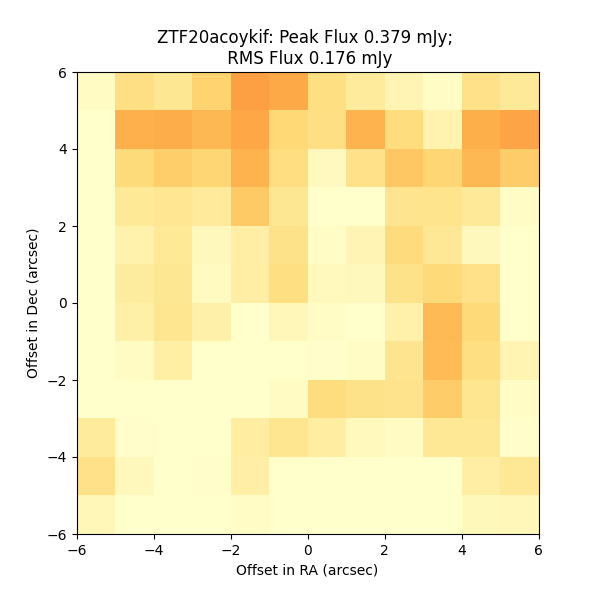 ZTF20acoykif: Peak Flux 0.379 mJy;
RMS Flux 0.176 mJy
6
4
2
0
−2
−4
−6
Offset in Dec (arcsec)
−6 −4 −2 0 2 4 6
Offset in RA (arcsec)